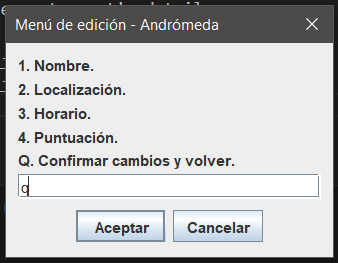 Menú de edición - Andrómeda
1. Nombre.
2. Localización.
3. Horario.
4. Puntuación.
Q. Confirmar cambios y volver.
q
Aceptar
Cancelar